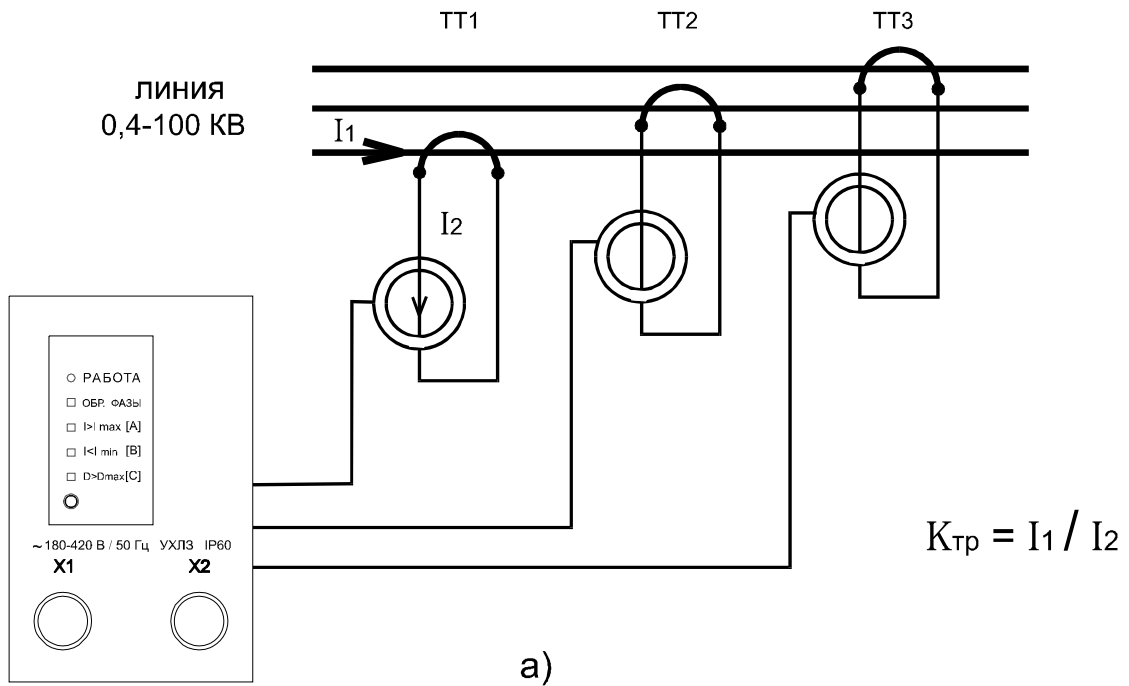 ТТ1 ТТ2 ТТ3
ЛИНИЯ
0,4-100 КВ
I1
I2
РАБОТА
ОБР. ФАЗЫ
I>I max [A]
I<I min [B]
D>Dmax[C]
~180-420 В / 50 Гц УХЛ3 IP60
X1 X2
Kтр = I1 / I2
а)